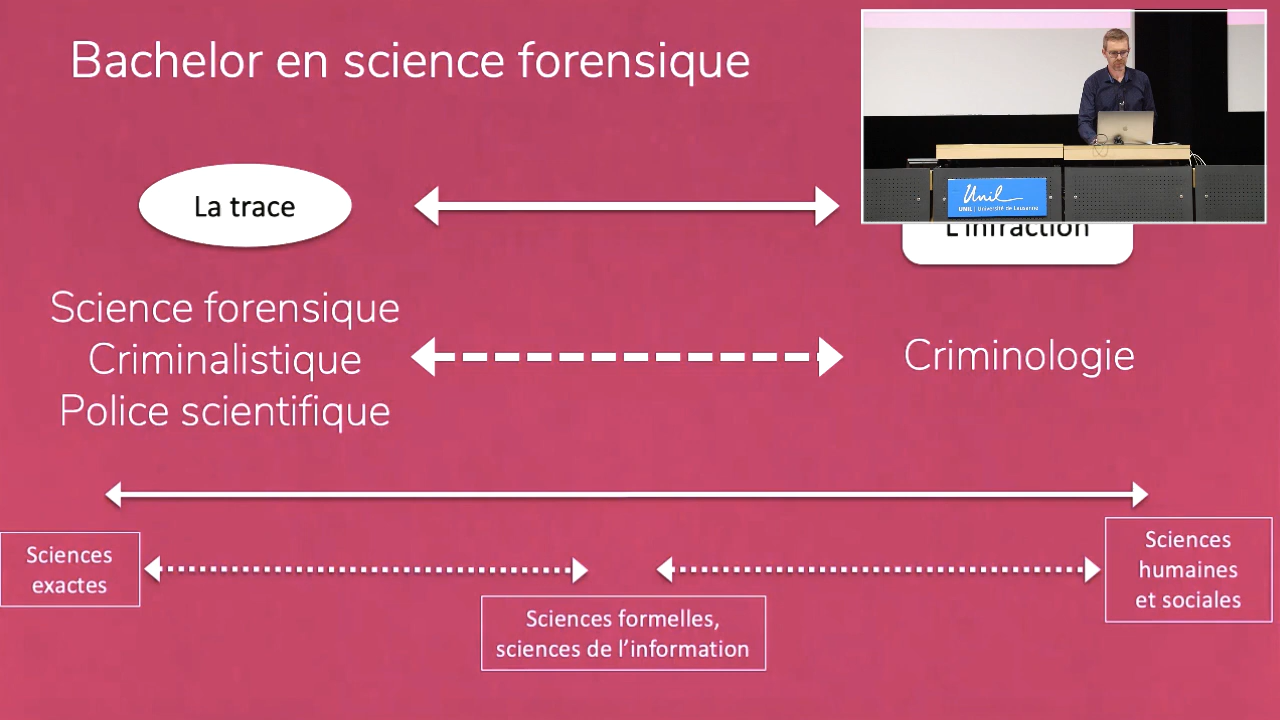 Bachelor en science forensique
Unil
UNIL | Université de Lausanne
La trace
L'infraction
Science forensique
Criminalistique
Police scientifique
Criminologie
Sciences
exactes
Sciences formelles,
sciences de l’information
Sciences
humaines
et sociales